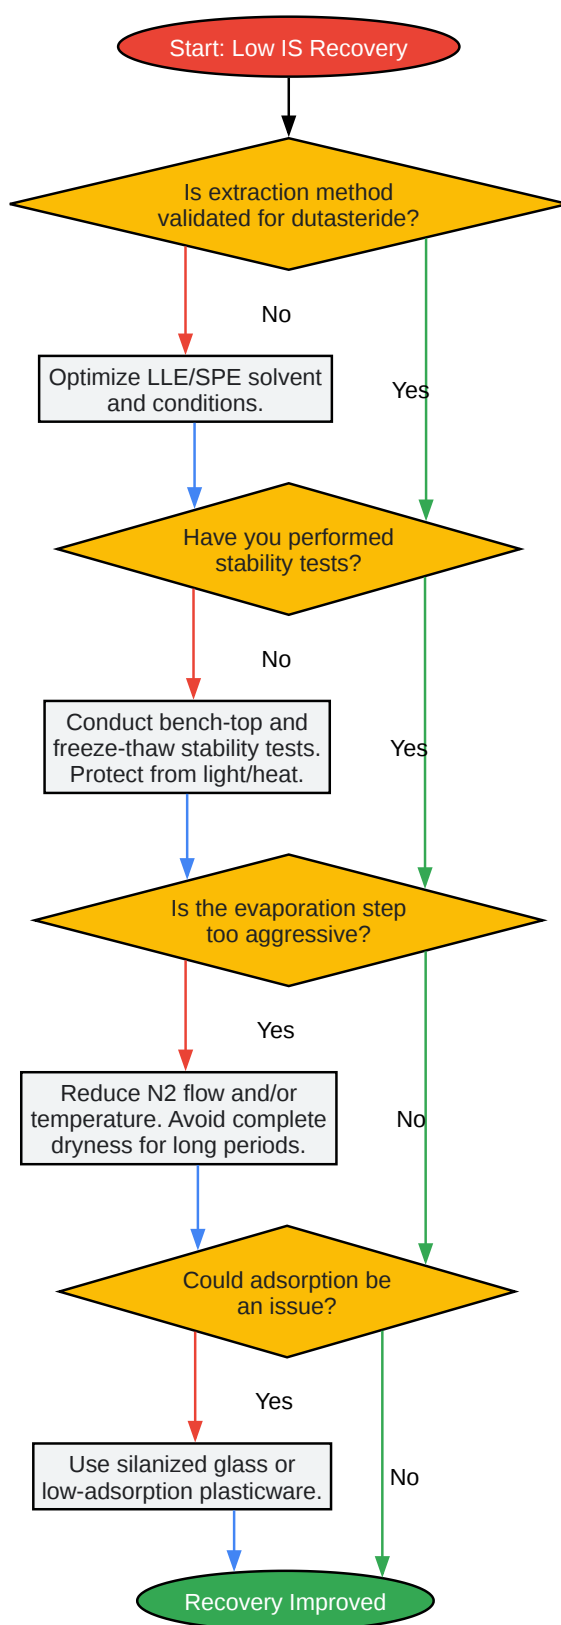 Start: Low IS Recovery
Is extraction method
validated for dutasteride?
No
Yes
Optimize LLE/SPE solvent
and conditions.
Have you performed
stability tests?
No
Yes
Conduct bench-top and
freeze-thaw stability tests.
Protect from light/heat.
Is the evaporation step
too aggressive?
Yes
No
Reduce N2 flow and/or
temperature. Avoid complete
dryness for long periods.
Could adsorption be
an issue?
Yes
No
Use silanized glass or
low-adsorption plasticware.
Recovery Improved